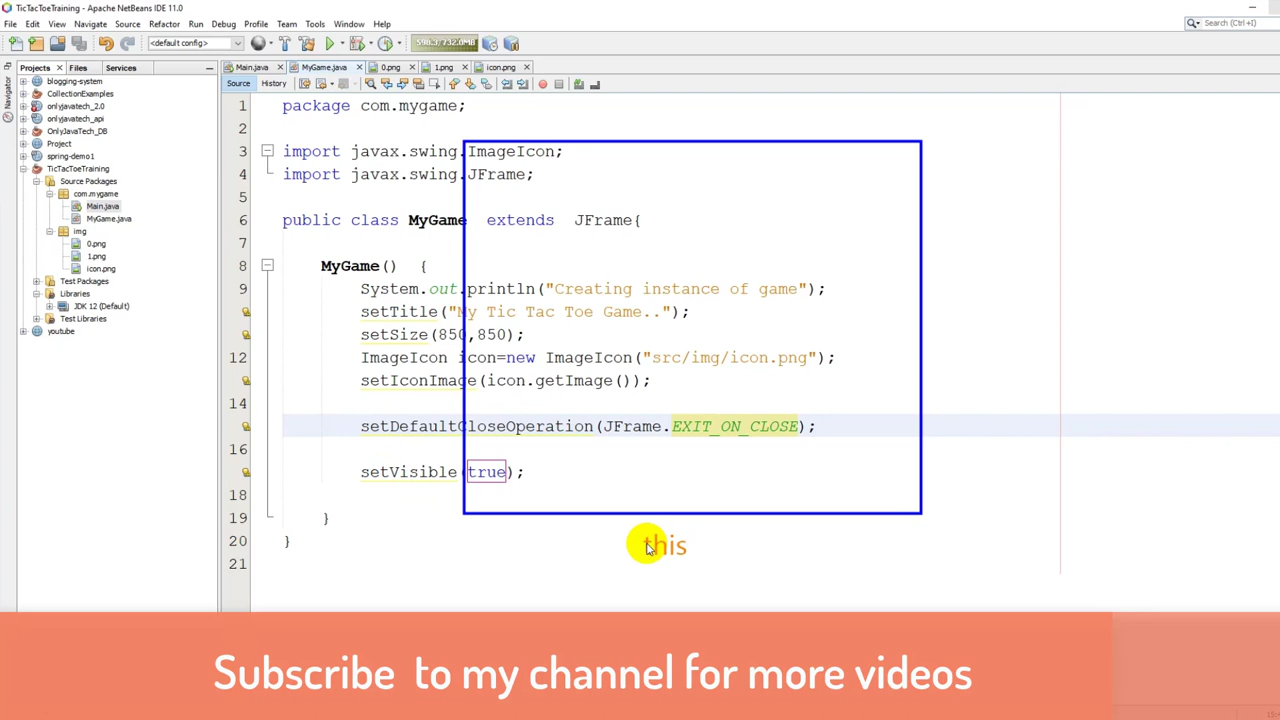 TicTacToeTraining - Apache NetBeans IDE 11.0
File Edit View Navigate Source Refactor Run Debug Profile Team Tools Window Help
Search (Ctrl+I)
<default config>
Projects Files Services
Main.java MyGame.java 0.png 1.png icon.png
Source History
Navigator
blogging-system
CollectionExamples
onlyjavatech_2.0
onlyjavatech_api
OnlyJavaTech_DB
Project
spring-demo1
TicTacToeTraining
Source Packages
com.mygame
Main.java
MyGame.java
img
0.png
1.png
icon.png
Test Packages
Libraries
JDK 12 (Default)
Test Libraries
youtube
1 package com.mygame;
2
3 import javax.swing.ImageIcon;
4 import javax.swing.JFrame;
5
6 public class MyGame extends JFrame{
7
8 MyGame() {
9 System.out.println("Creating instance of game");
setTitle("My Tic Tac Toe Game..");
setSize(850,850);
12 ImageIcon icon=new ImageIcon("src/img/icon.png");
setIconImage(icon.getImage());
14
setDefaultCloseOperation(JFrame.EXIT_ON_CLOSE);
16
setVisible(true);
18
19 }
20 }
21
this
Subscribe to my channel for more videos